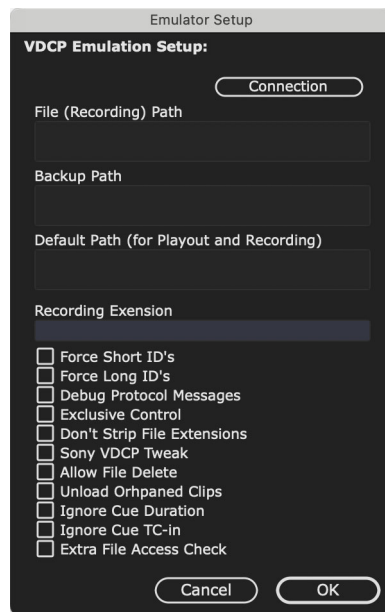 Emulator Setup
VDCP Emulation Setup:
Connection
File (Recording) Path
Backup Path
Default Path (for Playout and Recording)
Recording Exension
Force Short ID's
Force Long ID's
Debug Protocol Messages
Exclusive Control
Don't Strip File Extensions
Sony VDCP Tweak
Allow File Delete
Unload Orhpaned Clips
Ignore Cue Duration
Ignore Cue TC-in
Extra File Access Check
Cancel OK